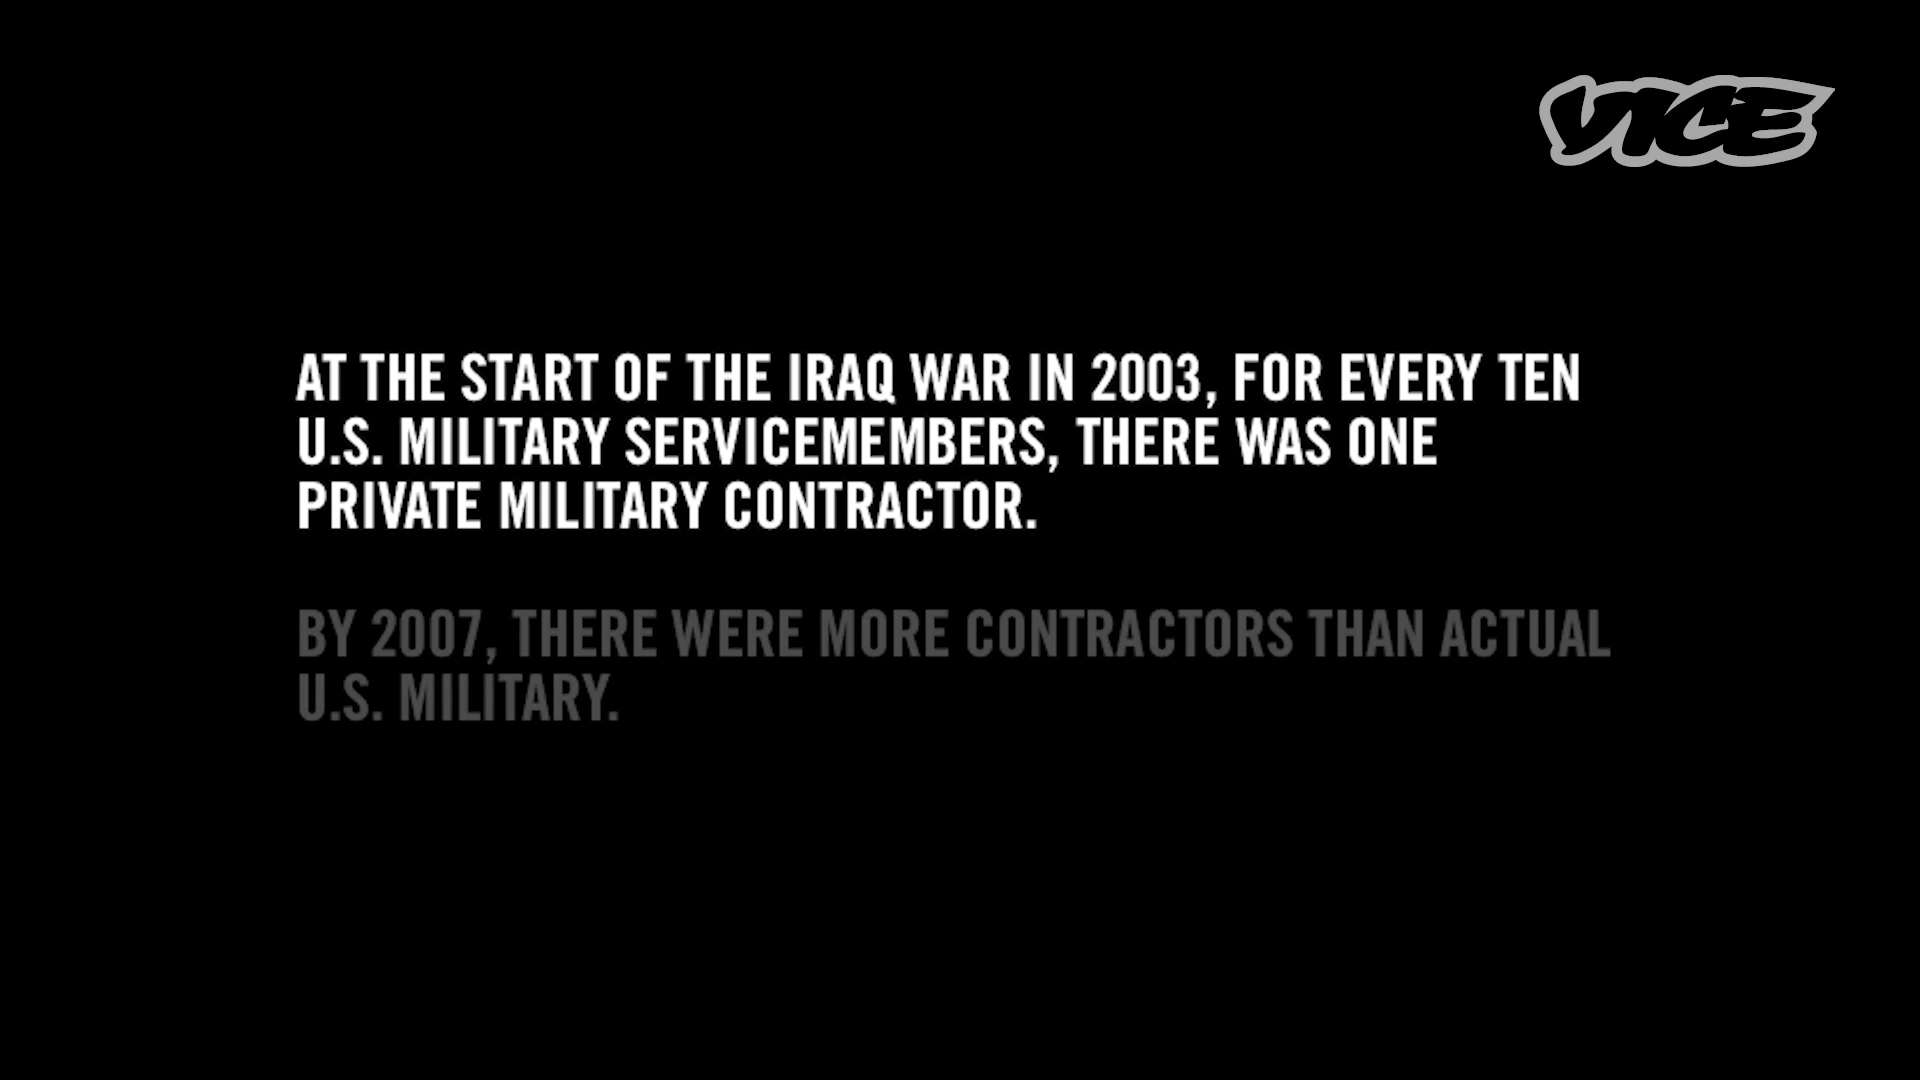 VICE
AT THE START OF THE IRAQ WAR IN 2003, FOR EVERY TEN
U.S. MILITARY SERVICEMEMBERS, THERE WAS ONE
PRIVATE MILITARY CONTRACTOR.
BY 2007, THERE WERE MORE CONTRACTORS THAN ACTUAL
U.S. MILITARY.